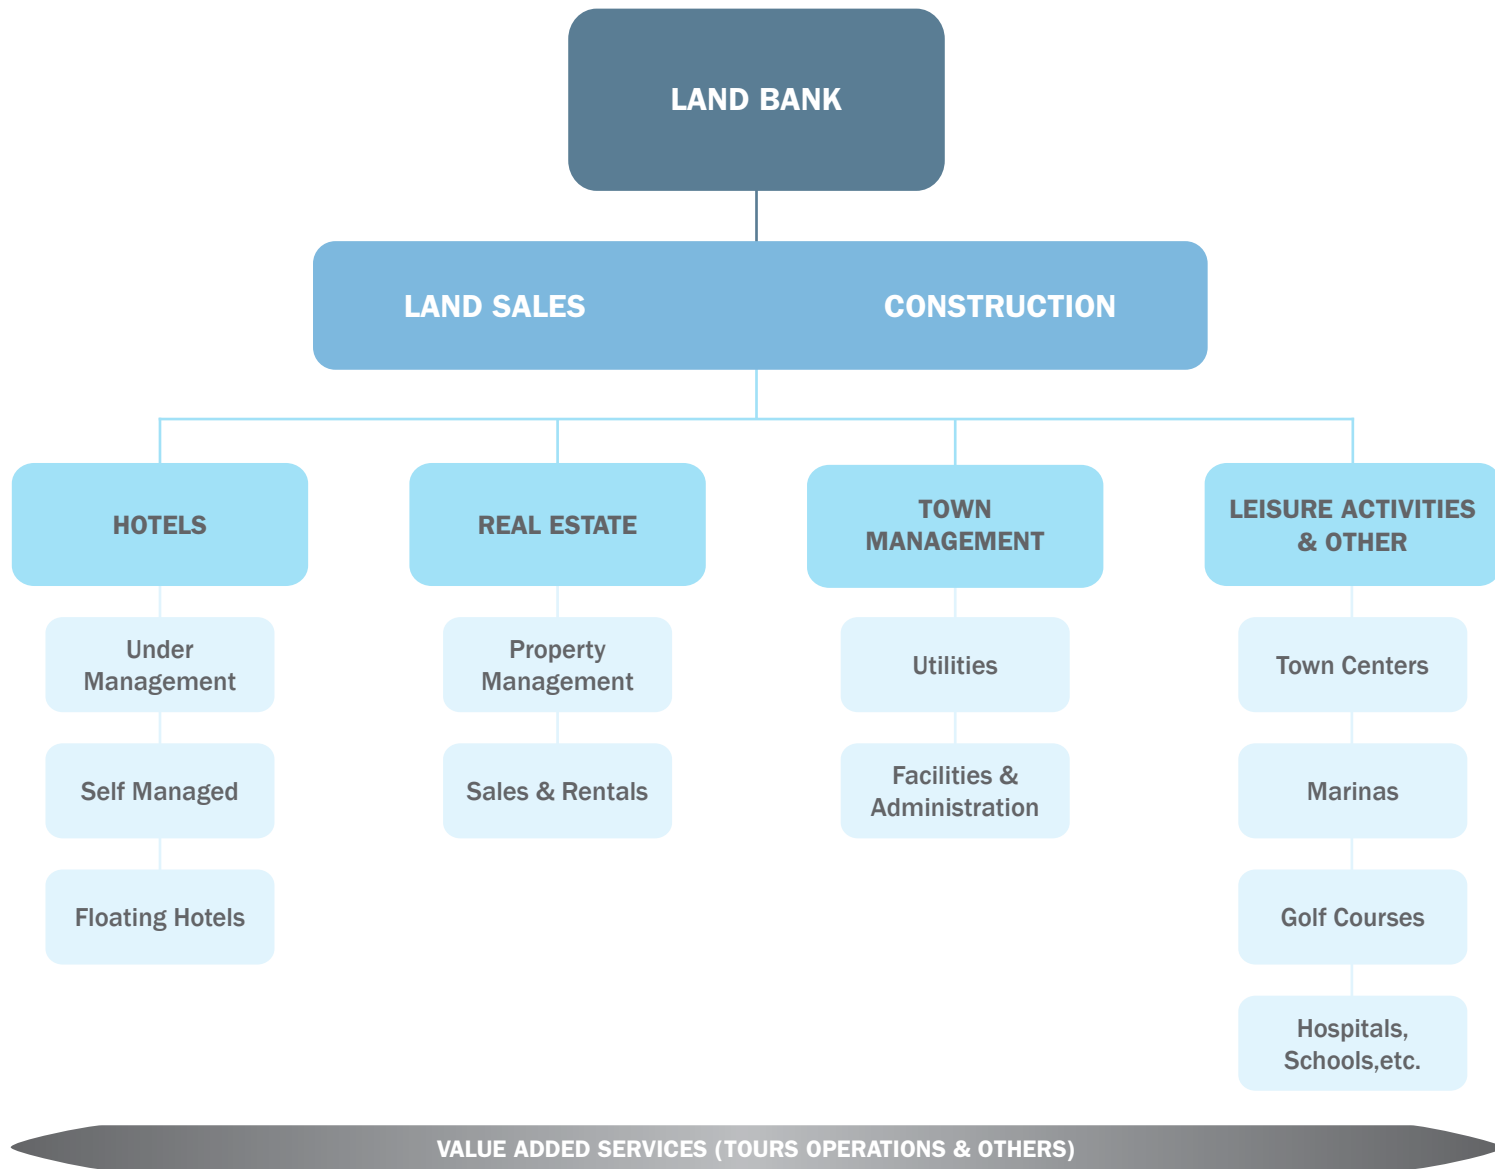 LAND BANK
LAND SALES
CONSTRUCTION
HOTELS
Under
Management
Self Managed
Floating Hotels
REAL ESTATE
Property
Management
Sales & Rentals
TOWN
MANAGEMENT
Utilities
Facilities &
Administration
LEISURE ACTIVITIES
& OTHER
Town Centers
Marinas
Golf Courses
Hospitals,
Schools,etc.
VALUE ADDED SERVICES (TOURS OPERATIONS & OTHERS)